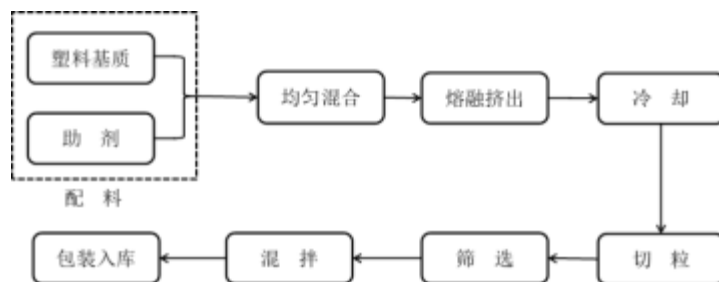 塑料基质
助 剂
配 料
均匀混合
熔融挤出
冷 却
切 粒
筛 选
混 拌
包装入库